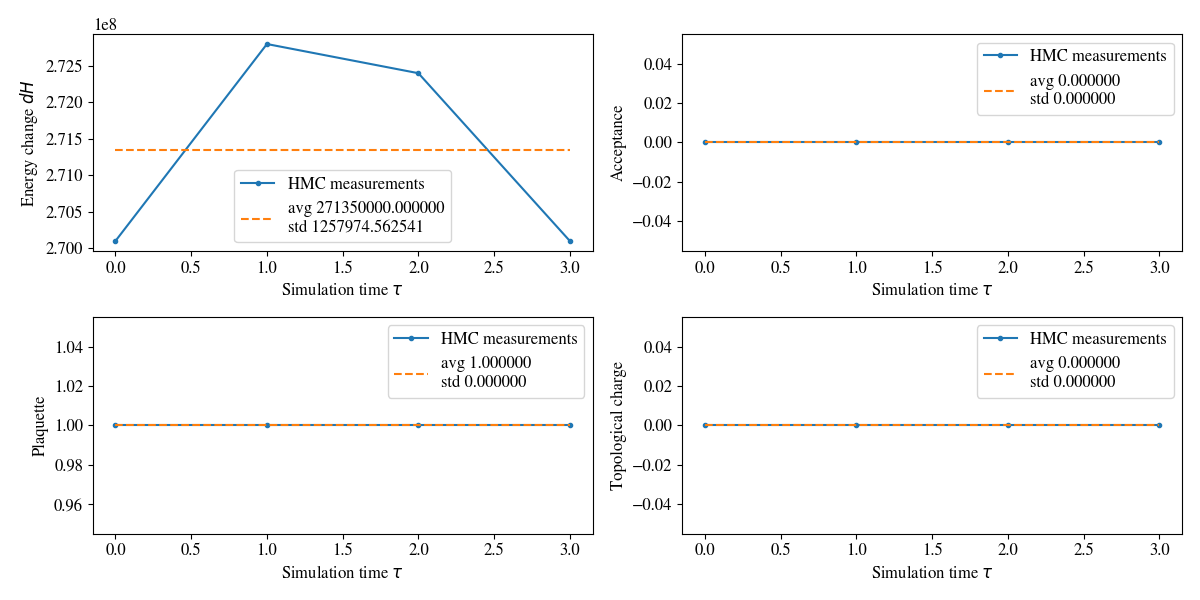 1e8
2.725
2.720
2.715
2.710
2.705
2.700
Energy change dH
HMC measurements
avg 271350000.000000
std 1257974.562541
0.0 0.5 1.0 1.5 2.0 2.5 3.0
Simulation time τ
0.04
0.02
0.00
−0.02
−0.04
Acceptance
HMC measurements
avg 0.000000
std 0.000000
0.0 0.5 1.0 1.5 2.0 2.5 3.0
Simulation time τ
1.04
1.02
1.00
0.98
0.96
Plaquette
HMC measurements
avg 1.000000
std 0.000000
0.0 0.5 1.0 1.5 2.0 2.5 3.0
Simulation time τ
0.04
0.02
0.00
−0.02
−0.04
Topological charge
HMC measurements
avg 0.000000
std 0.000000
0.0 0.5 1.0 1.5 2.0 2.5 3.0
Simulation time τ